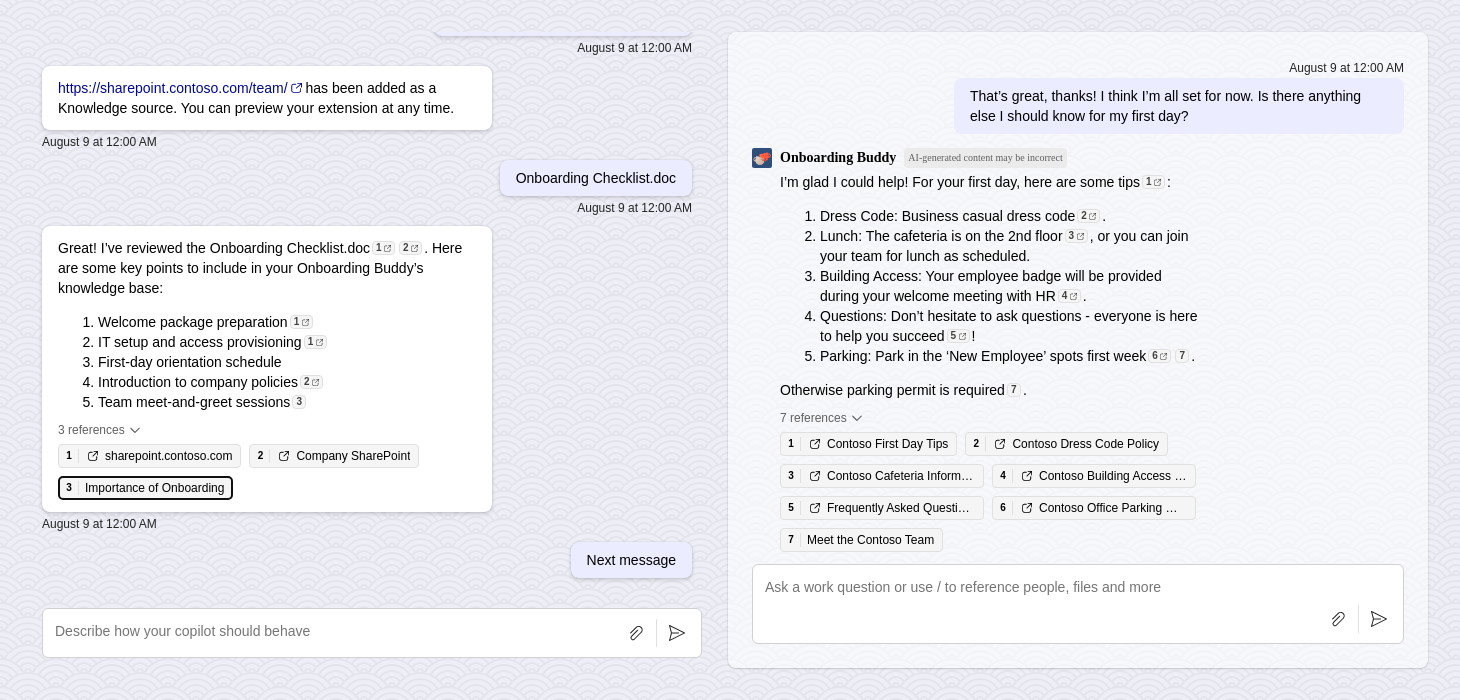 August 9 at 12:00 AM
https://sharepoint.contoso.com/team/ has been added as a
Knowledge source. You can preview your extension at any time.
August 9 at 12:00 AM
Onboarding Checklist.doc
August 9 at 12:00 AM
Great! I’ve reviewed the Onboarding Checklist.doc 1 2 . Here
are some key points to include in your Onboarding Buddy’s
knowledge base:
1. Welcome package preparation 1
2. IT setup and access provisioning 1
3. First-day orientation schedule
4. Introduction to company policies 2
5. Team meet-and-greet sessions 3
3 references
1 sharepoint.contoso.com 2 Company SharePoint
3 Importance of Onboarding
August 9 at 12:00 AM
Next message
Describe how your copilot should behave
August 9 at 12:00 AM
That’s great, thanks! I think I’m all set for now. Is there anything
else I should know for my first day?
Onboarding Buddy AI-generated content may be incorrect
I’m glad I could help! For your first day, here are some tips 1 :
1. Dress Code: Business casual dress code 2 .
2. Lunch: The cafeteria is on the 2nd floor 3 , or you can join
your team for lunch as scheduled.
3. Building Access: Your employee badge will be provided
during your welcome meeting with HR 4 .
4. Questions: Don’t hesitate to ask questions - everyone is here
to help you succeed 5 !
5. Parking: Park in the ‘New Employee’ spots first week 6 7 .
Otherwise parking permit is required 7 .
7 references
1 Contoso First Day Tips 2 Contoso Dress Code Policy
3 Contoso Cafeteria Inform… 4 Contoso Building Access …
5 Frequently Asked Questi… 6 Contoso Office Parking …
7 Meet the Contoso Team
Ask a work question or use / to reference people, files and more